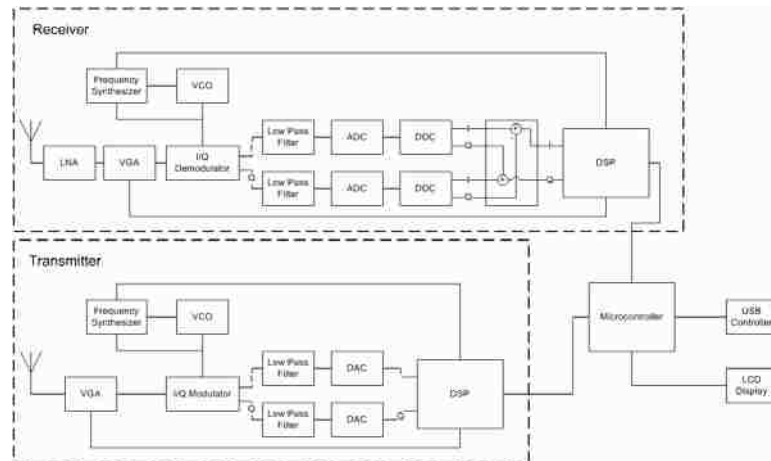 Receiver
Frequency
Synthesizer
VCO
Low Pass
Filter
ADC
DDC
I
Q
I
LNA
VGA
I/Q
Demodulator
I
Q
Low Pass
Filter
ADC
DDC
I
Q
Q
DSP
Transmitter
Frequency
Synthesizer
VCO
Low Pass
Filter
DAC
I
VGA
I/Q Modulator
I
Q
Low Pass
Filter
DAC
Q
DSP
Microcontroller
USB
Controller
LCD
Display